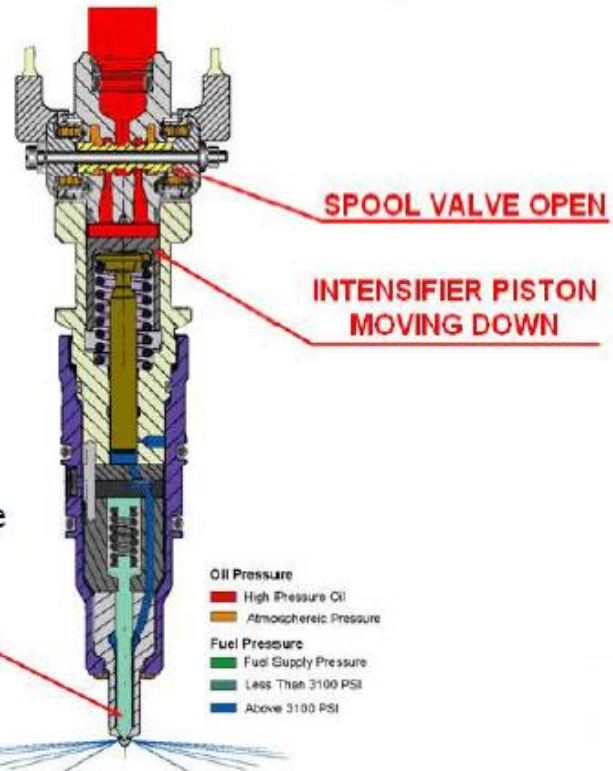 SPOOL VALVE OPEN
INTENSIFIER PISTON
MOVING DOWN
e
Oil Pressure
High Pressure Oil
Atmosphereic Pressure
Fuel Pressure
Fuel Supply Pressure
Less Than 3100 PSI
Above 3100 PSI